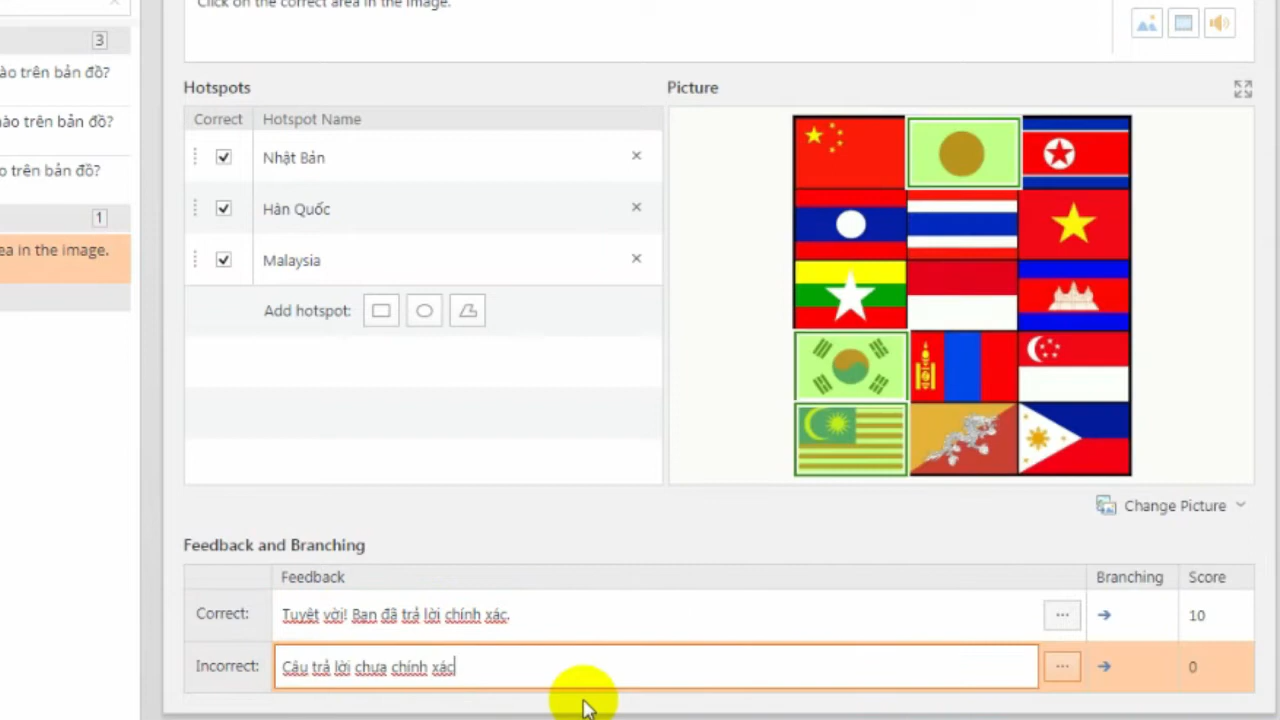 Click on the correct area in the image.
3
ào trên bản đồ?
nào trên bản đồ?
o trên bản đồ?
1
ea in the image.
Hotspots
Picture
Correct
Hotspot Name
Nhật Bản
Hàn Quốc
Malaysia
Add hotspot:
Change Picture
Feedback and Branching
Feedback
Branching
Score
Correct:
Tuyệt vời! Bạn đã trả lời chính xác.
10
Incorrect:
Câu trả lời chưa chính xác
0